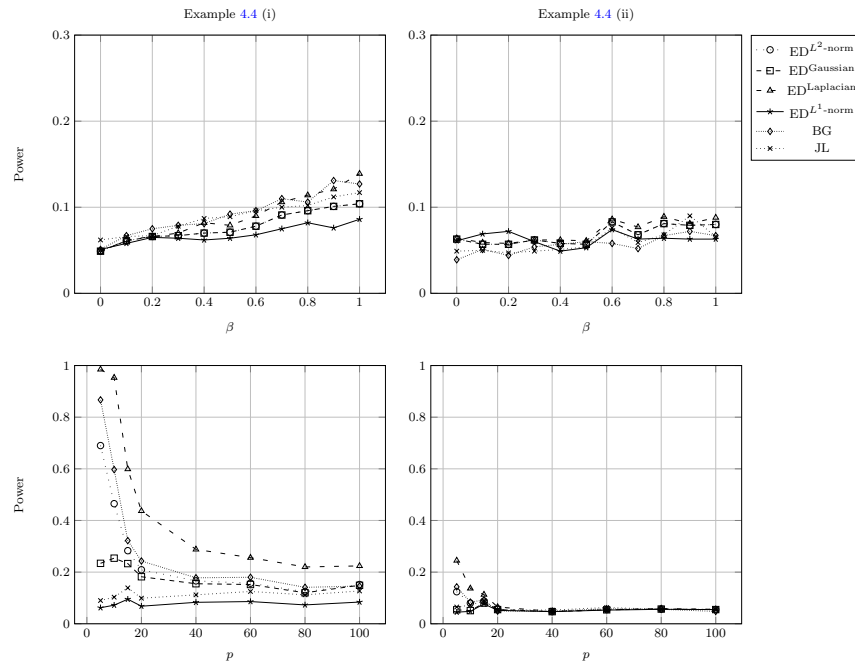 Example 4.4 (i)
Example 4.4 (ii)
0.3
0.2
0.1
0
Power
0 0.2 0.4 0.6 0.8 1
β
0.3
0.2
0.1
0
0 0.2 0.4 0.6 0.8 1
β
ED^{L²-norm}
ED^{Gaussian}
ED^{Laplacian}
ED^{L¹-norm}
BG
JL
1
0.8
0.6
0.4
0.2
0
Power
0 20 40 60 80 100
p
1
0.8
0.6
0.4
0.2
0
0 20 40 60 80 100
p